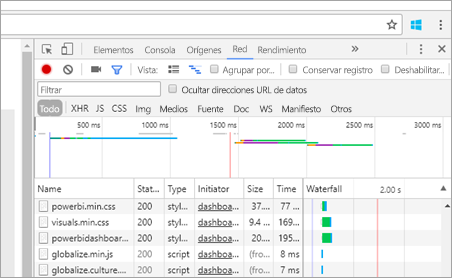 Elementos Consola Orígenes Red Rendimiento »
Vista: Agrupar por... Conservar registro Deshabilitar...
Filtrar Ocultar direcciones URL de datos
Todo XHR JS CSS Img Medios Fuente Doc WS Manifiesto Otros
500 ms 1000 ms 1500 ms 2000 ms 2500 ms 3000 ms
Name Stat... Type Initiator Size Time Waterfall 2.00 s
powerbi.min.css 200 styl... dashboa... 37.... 77 ...
visuals.min.css 200 styl... dashboa... 9.4 ... 169...
powerbidashboar... 200 styl... dashboa... 20.... 195...
globalize.min.js 200 script dashboa... (fro... 8 ms
globalize.culture.... 200 script dashboa... (fro... 7 ms